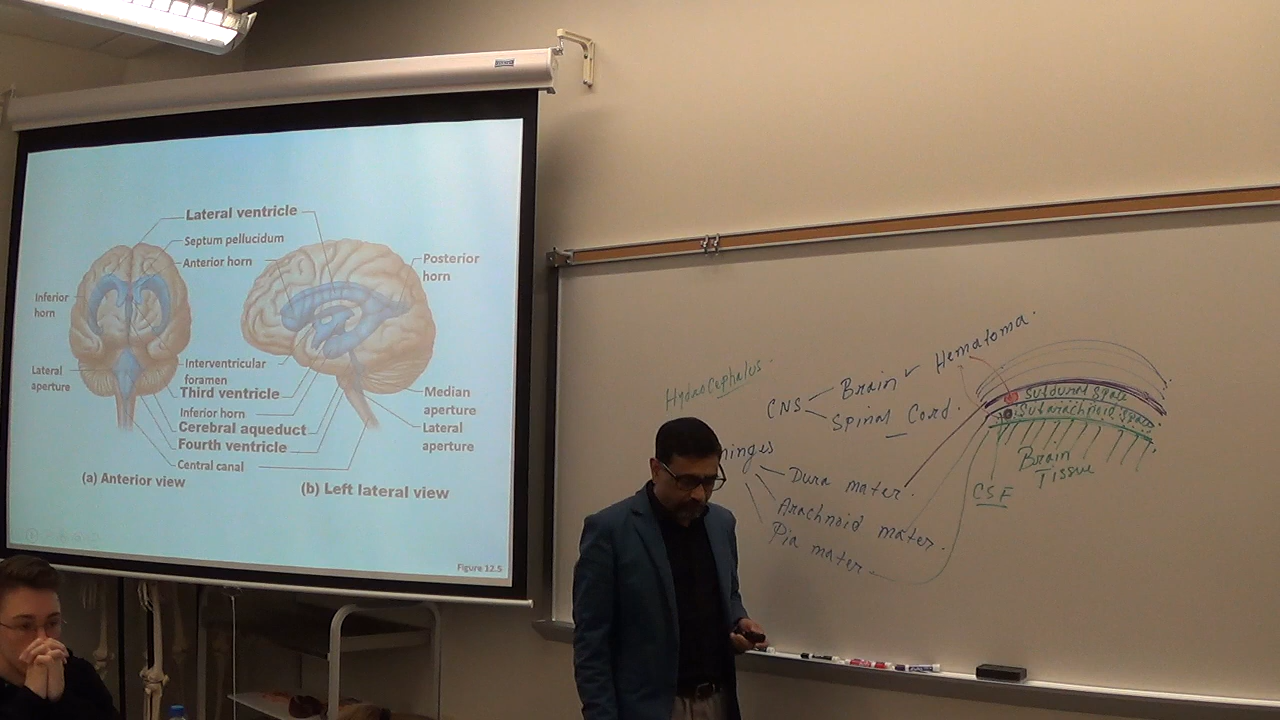 Lateral ventricle
Septum pellucidum
Anterior horn
Inferior
horn
Lateral
aperture
Interventricular
foramen
Third ventricle
Inferior horn
Cerebral aqueduct
Fourth ventricle
Central canal
(a) Anterior view
Posterior
horn
Median
aperture
Lateral
aperture
(b) Left lateral view
Figure 12.5
HydroCephalus
CNS
Brain
Spinal Cord.
Hematoma.
inges
Dura mater.
Arachnoid mater.
Pia mater
Subdural Space
Subarachnoid Space
Brain
Tissue
CSF